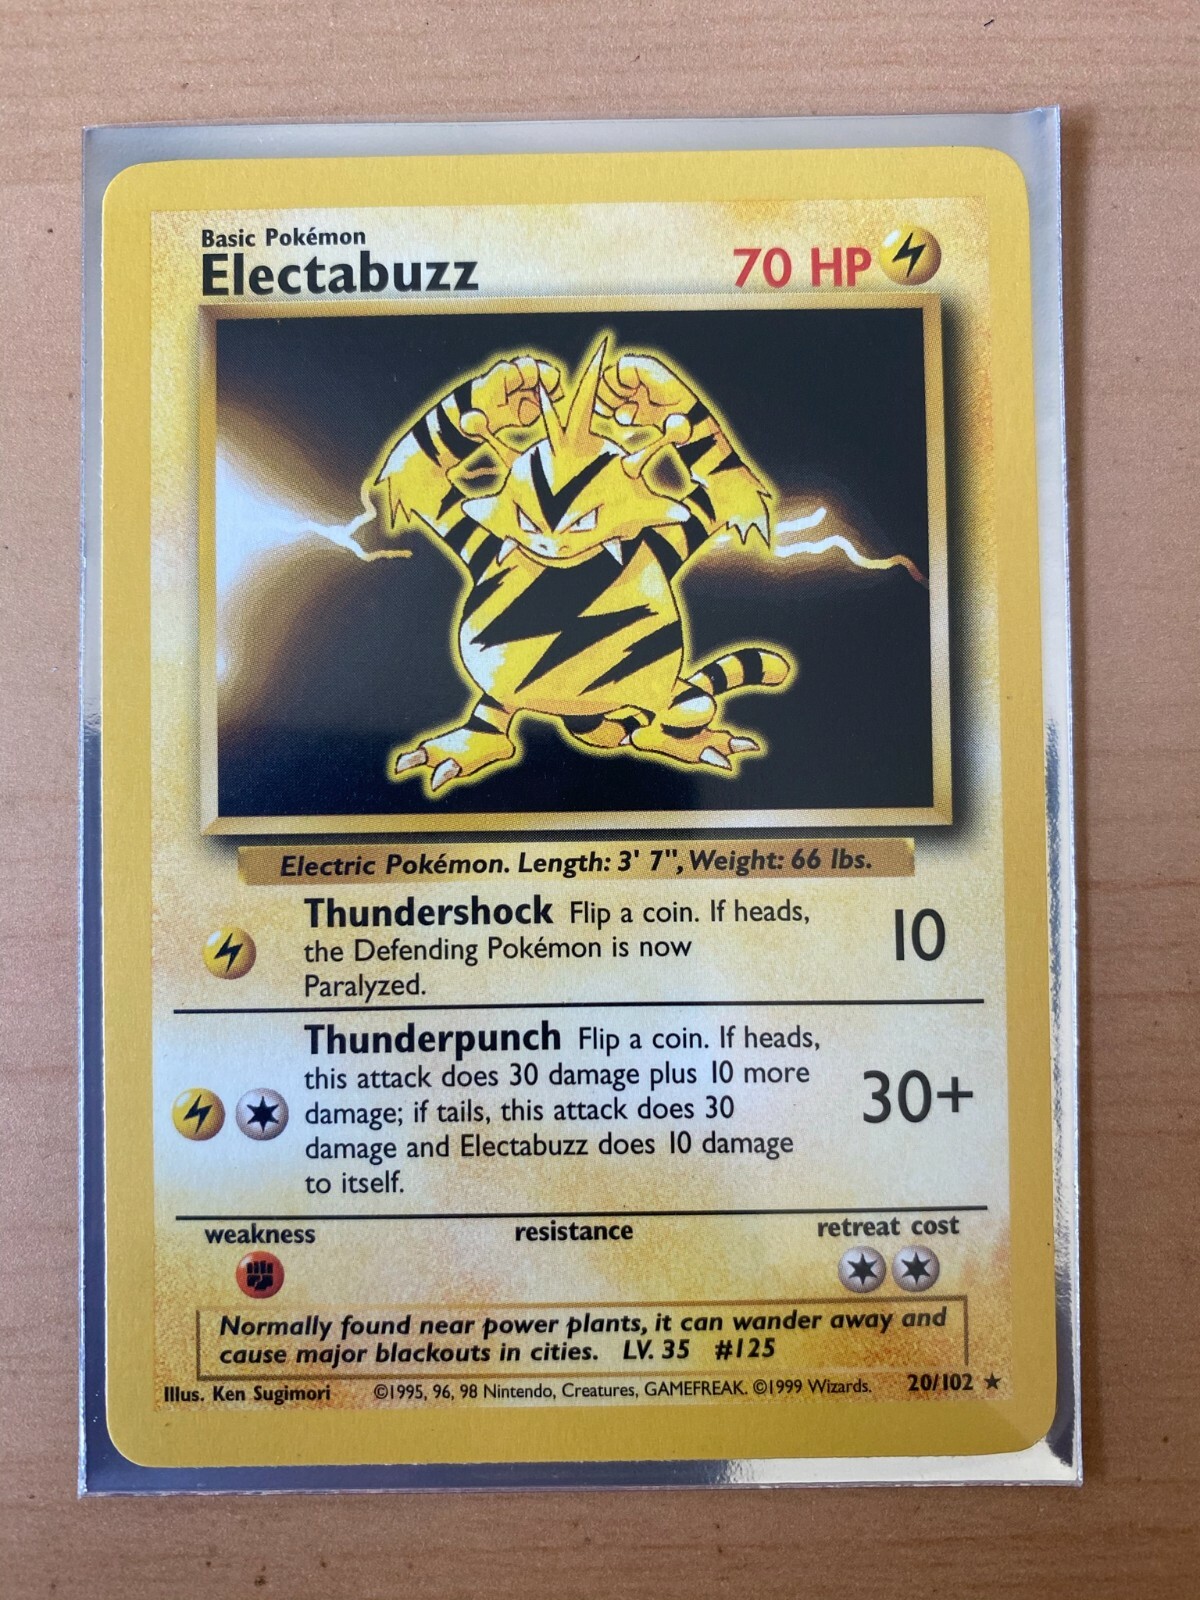 Basic Pokémon
Electabuzz
70 HP
Electric Pokémon. Length: 3' 7", Weight: 66 lbs.
Thundershock Flip a coin. If heads,
the Defending Pokémon is now
Paralyzed.
10
Thunderpunch Flip a coin. If heads,
this attack does 30 damage plus 10 more
damage; if tails, this attack does 30
damage and Electabuzz does 10 damage
to itself.
30+
weakness resistance retreat cost
Normally found near power plants, it can wander away and
cause major blackouts in cities. LV. 35 #125
Illus. Ken Sugimori ©1995, 96, 98 Nintendo, Creatures, GAMEFREAK. ©1999 Wizards. 20/102 ★